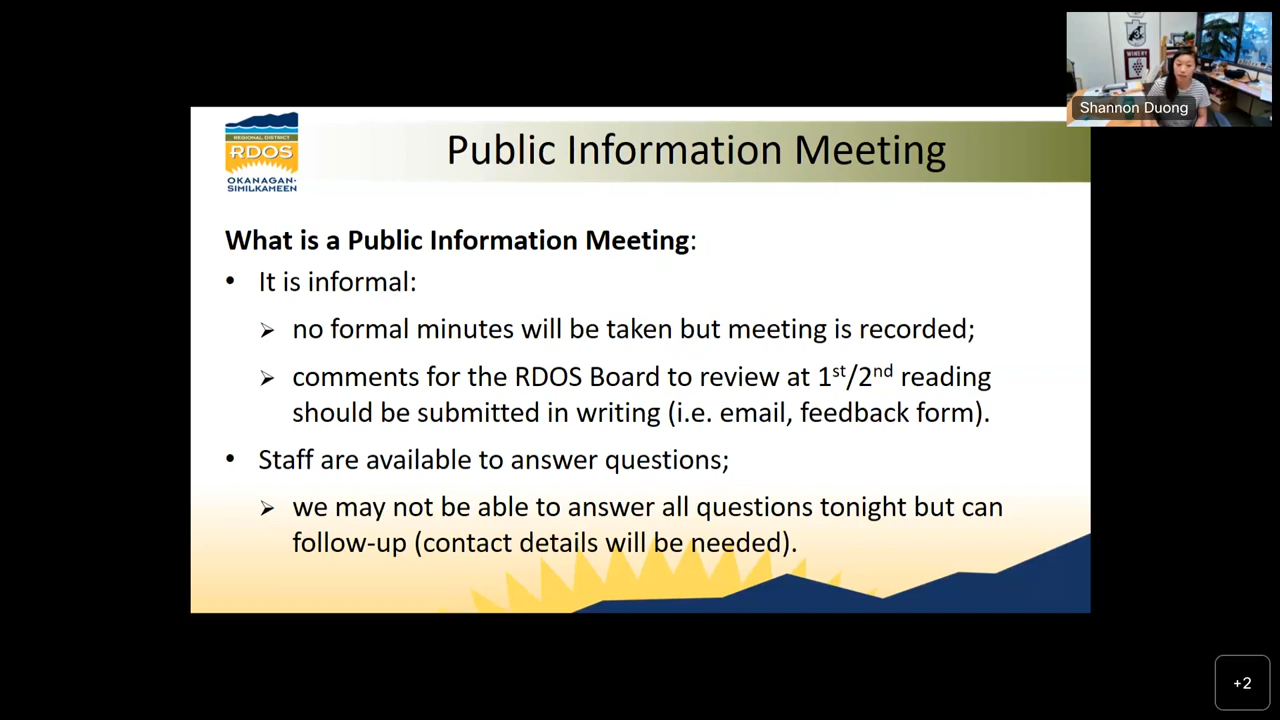 Shannon Duong
REGIONAL DISTRICT
RDOS
OKANAGAN-
SIMILKAMEEN
Public Information Meeting
What is a Public Information Meeting:
• It is informal:
➢ no formal minutes will be taken but meeting is recorded;
➢ comments for the RDOS Board to review at 1st/2nd reading
should be submitted in writing (i.e. email, feedback form).
• Staff are available to answer questions;
➢ we may not be able to answer all questions tonight but can
follow-up (contact details will be needed).
WINERY
+2